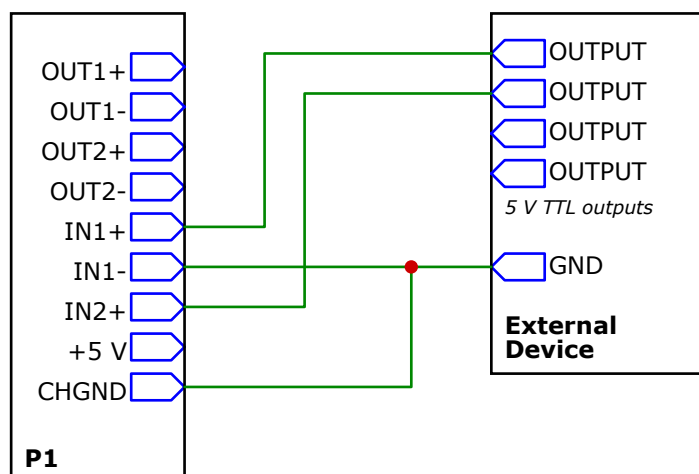 OUT1+
OUT1-
OUT2+
OUT2-
IN1+
IN1-
IN2+
+5 V
CHGND
P1
OUTPUT
OUTPUT
OUTPUT
OUTPUT
5 V TTL outputs
GND
External
Device